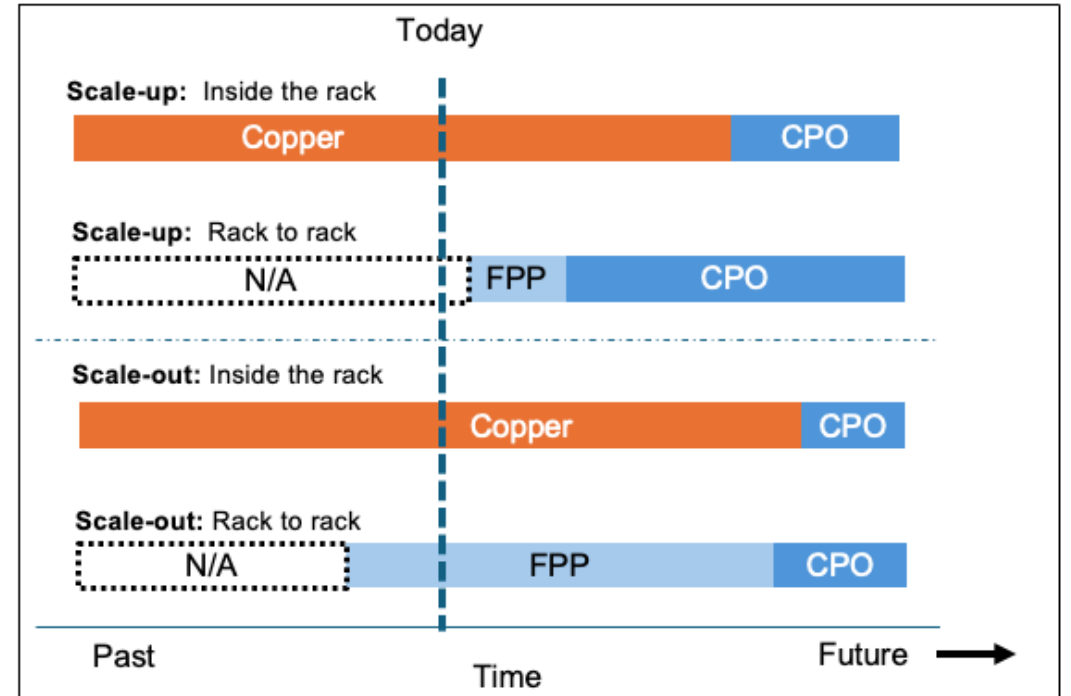 Today
Scale-up: Inside the rack
Copper CPO
Scale-up: Rack to rack
N/A FPP CPO
Scale-out: Inside the rack
Copper CPO
Scale-out: Rack to rack
N/A FPP CPO
Past Time Future